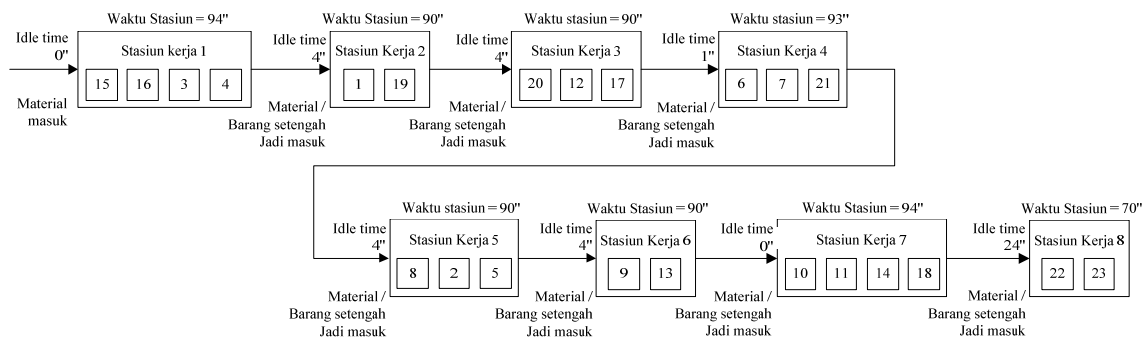 Waktu Stasiun = 94"
Idle time
0"
Stasiun kerja 1
15 16 3 4
Material
masuk
Waktu Stasiun = 90"
Idle time
4"
Stasiun Kerja 2
1 19
Material /
Barang setengah
Jadi masuk
Waktu Stasiun = 90"
Idle time
4"
Stasiun Kerja 3
20 12 17
Material /
Barang setengah
Jadi masuk
Waktu Stasiun = 93"
Idle time
1"
Stasiun Kerja 4
6 7 21
Material /
Barang setengah
Jadi masuk
Waktu stasiun = 90"
Idle time
4"
Stasiun Kerja 5
8 2 5
Material /
Barang setengah
Jadi masuk
Waktu Stasiun = 90"
Idle time
4"
Stasiun Kerja 6
9 13
Material /
Barang setengah
Jadi masuk
Waktu Stasiun = 94"
Idle time
0"
Stasiun Kerja 7
10 11 14 18
Material /
Barang setengah
Jadi masuk
Waktu Stasiun = 70"
Idle time
24"
Stasiun Kerja 8
22 23
Material /
Barang setengah
Jadi masuk